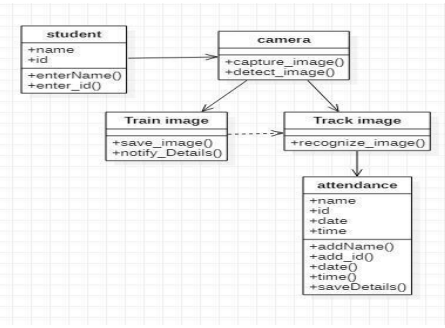 student
+name
+id
+enterName()
+enter_id()
camera
+capture_image()
+detect_image()
Train image
+save_image()
+notify_Details()
Track image
+recognize_image()
attendance
+name
+id
+date
+time
+addName()
+add_id()
+date()
+time()
+saveDetails()